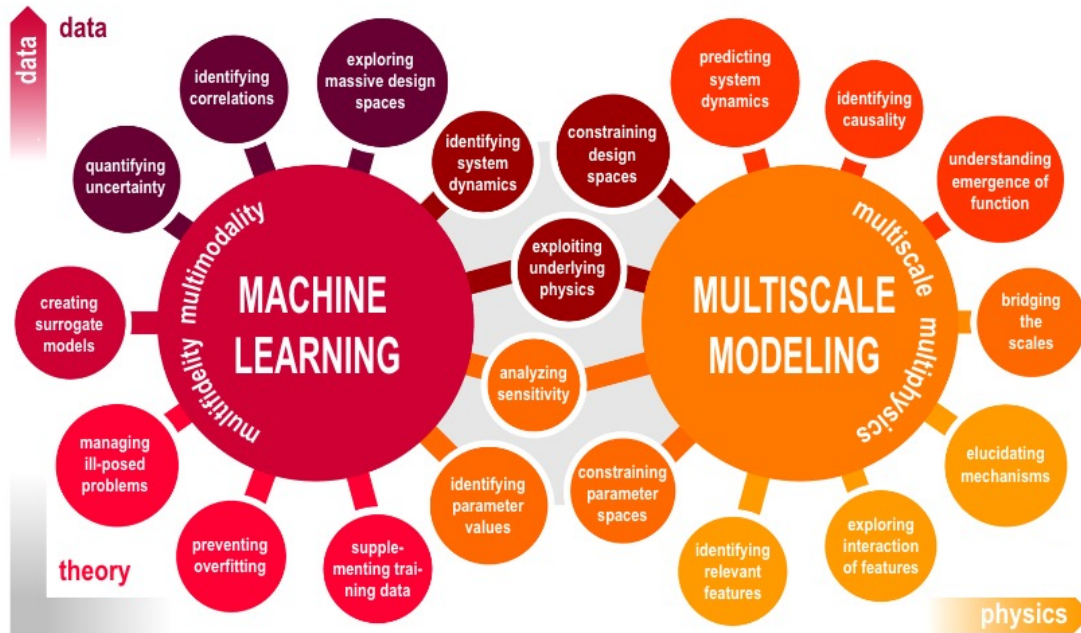 data
data
identifying
correlations
exploring
massive design
spaces
quantifying
uncertainty
creating
surrogate
models
managing
ill-posed
problems
preventing
overfitting
supple-
menting trai-
ning data
multifidelity multimodality
MACHINE
LEARNING
identifying
system
dynamics
constraining
design
spaces
exploiting
underlying
physics
analyzing
sensitivity
identifying
parameter
values
constraining
parameter
spaces
MULTISCALE
MODELING
multiscale multiphysics
predicting
system
dynamics
identifying
causality
understanding
emergence of
function
bridging
the
scales
elucidating
mechanisms
exploring
interaction
of features
identifying
relevant
features
theory
physics